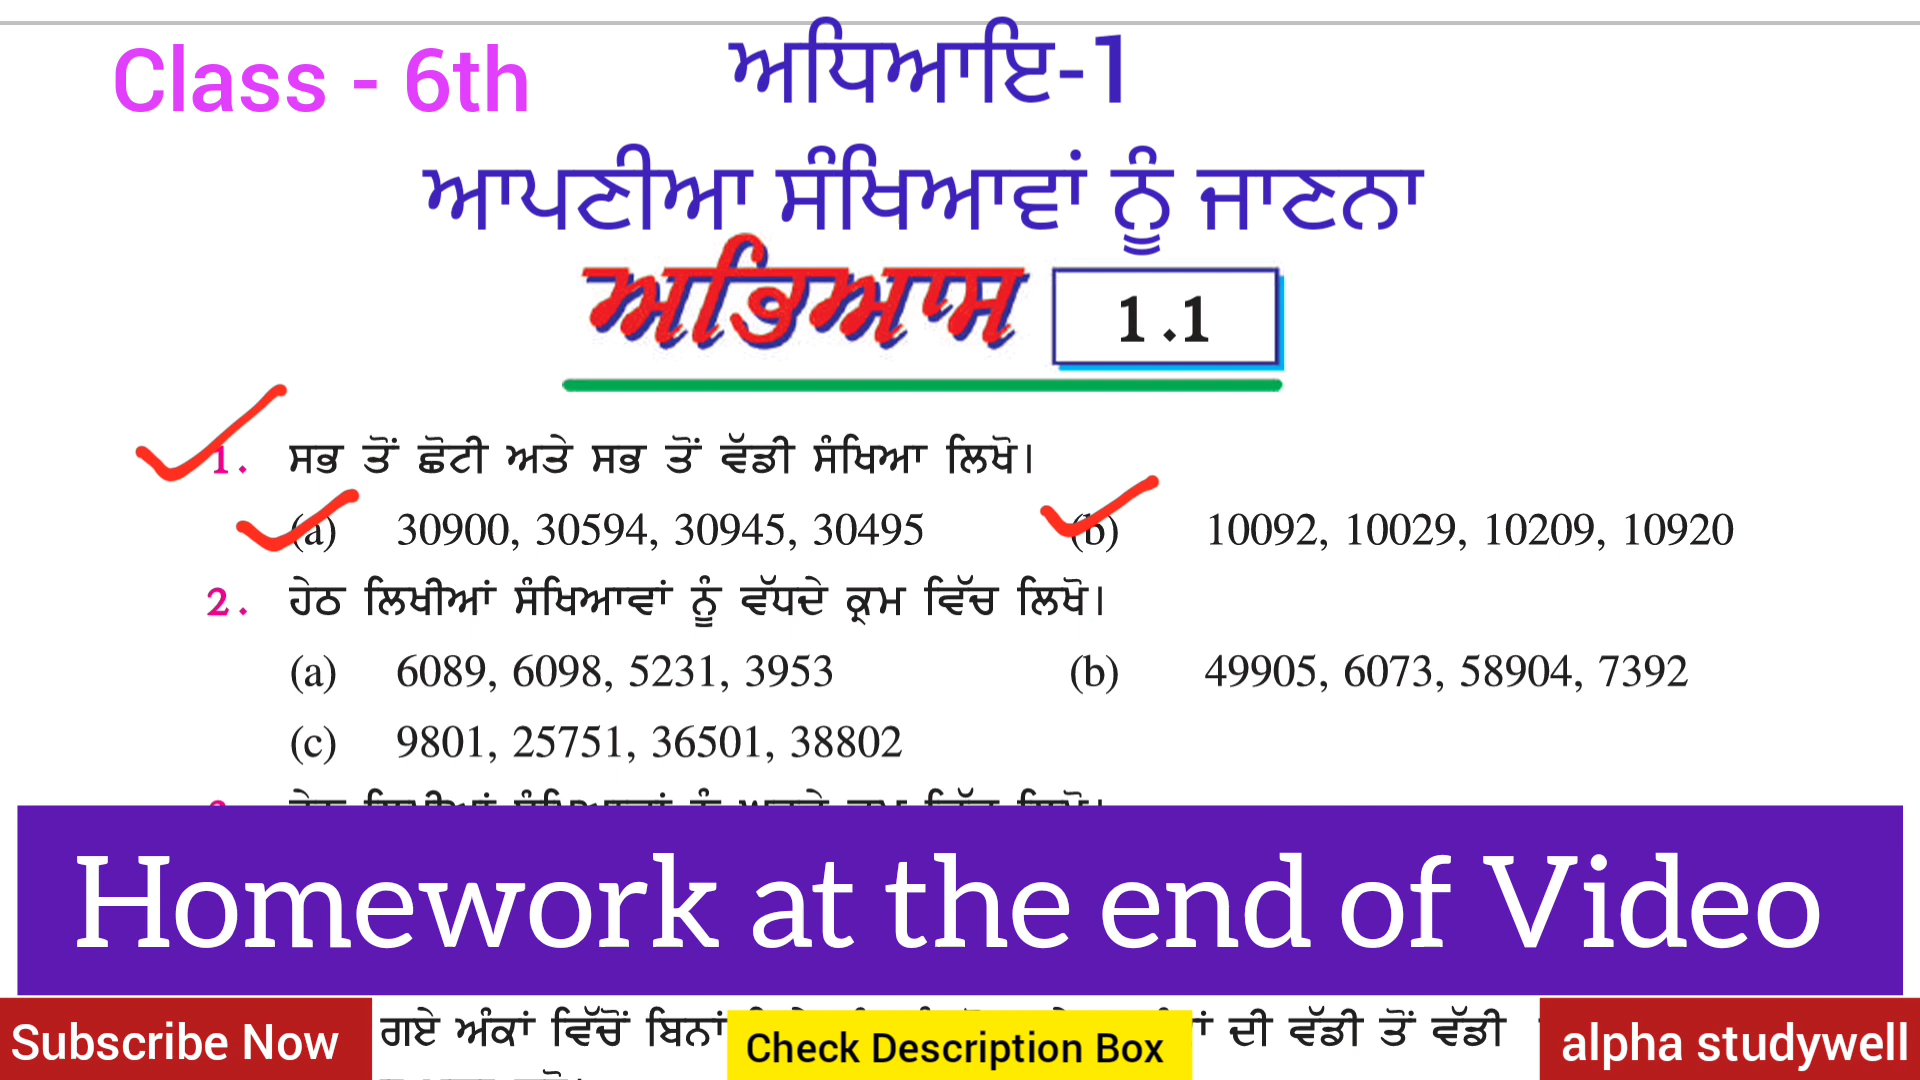 Class - 6th
ਅਧਿਆਇ-1
ਆਪਣੀਆ ਸੰਖਿਆਵਾਂ ਨੂੰ ਜਾਣਨਾ
ਅਭਿਆਸ 1.1
1. ਸਭ ਤੋਂ ਛੋਟੀ ਅਤੇ ਸਭ ਤੋਂ ਵੱਡੀ ਸੰਖਿਆ ਲਿਖੋ।
(a) 30900, 30594, 30945, 30495 (b) 10092, 10029, 10209, 10920
2. ਹੇਠ ਲਿਖੀਆਂ ਸੰਖਿਆਵਾਂ ਨੂੰ ਵੱਧਦੇ ਕ੍ਰਮ ਵਿੱਚ ਲਿਖੋ।
(a) 6089, 6098, 5231, 3953 (b) 49905, 6073, 58904, 7392
(c) 9801, 25751, 36501, 38802
Homework at the end of Video
ਗਏ ਅੰਕਾਂ ਵਿੱਚੋਂ ਬਿਨਾਂ ਦੀ ਵੱਡੀ ਤੋਂ ਵੱਡੀ
Subscribe Now
Check Description Box
alpha studywell